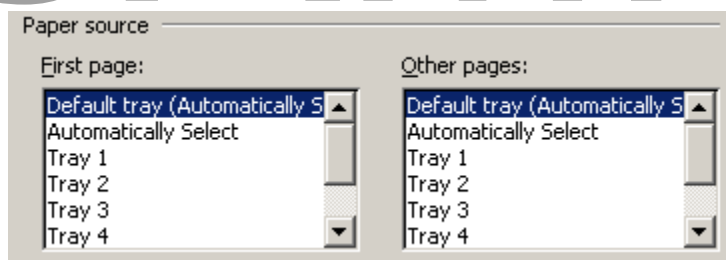 Paper source
First page:
Other pages:
Default tray (Automatically S
Automatically Select
Tray 1
Tray 2
Tray 3
Tray 4
Default tray (Automatically S
Automatically Select
Tray 1
Tray 2
Tray 3
Tray 4